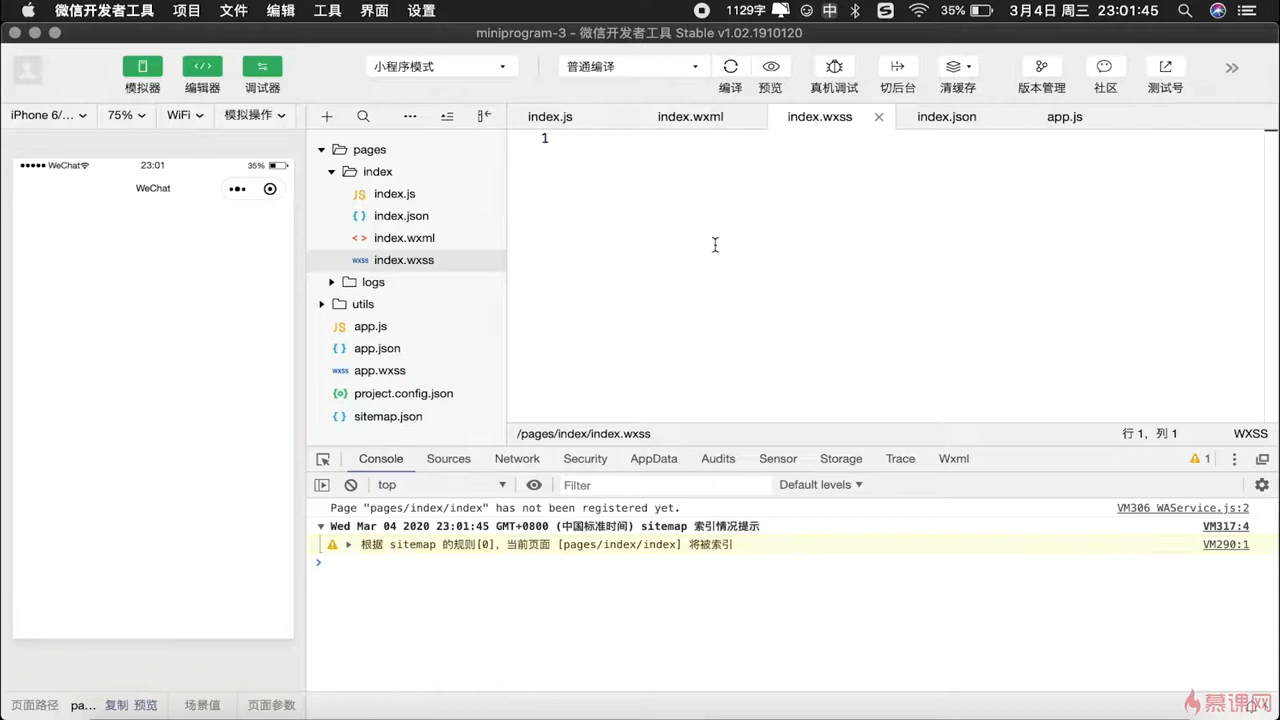 微信开发者工具 项目 文件 编辑 工具 界面 设置 1129字 中 35% 3月4日 周三 23:01:45
miniprogram-3 - 微信开发者工具 Stable v1.02.1910120
小程序模式 普通编译
模拟器 编辑器 调试器 编译 预览 真机调试 切后台 清缓存 版本管理 社区 测试号
iPhone 6/... 75% WiFi 模拟操作
index.js index.wxml index.wxss index.json app.js
WeChat 23:01 35%
WeChat
pages
index
index.js
index.json
index.wxml
wxss index.wxss
logs
utils
JS app.js
app.json
wxss app.wxss
project.config.json
sitemap.json
1
/pages/index/index.wxss 行 1，列 1 WXSS
Console Sources Network Security AppData Audits Sensor Storage Trace Wxml 1
top Filter Default levels
Page "pages/index/index" has not been registered yet. VM306 WAService.js:2
Wed Mar 04 2020 23:01:45 GMT+0800 (中国标准时间) sitemap 索引情况提示 VM317:4
根据 sitemap 的规则[0]，当前页面 [pages/index/index] 将被索引 VM290:1
页面路径 pa... 复制 预览 场景值 页面参数
慕课网